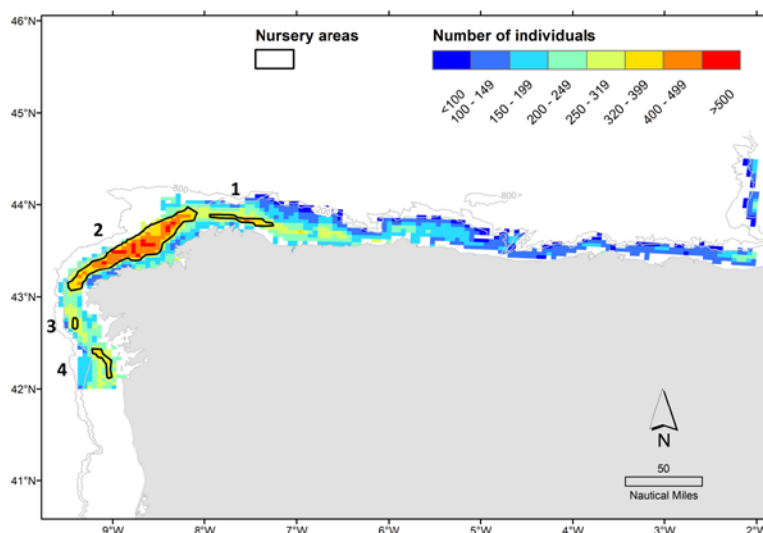 46°N
45°N
44°N
43°N
42°N
41°N
Nursery areas
Number of individuals
<100
100 - 149
150 - 199
200 - 249
250 - 319
320 - 399
400 - 499
>500
-800
-800
1
2
3
4
N
50
Nautical Miles
9°W
8°W
7°W
6°W
5°W
4°W
3°W
2°W